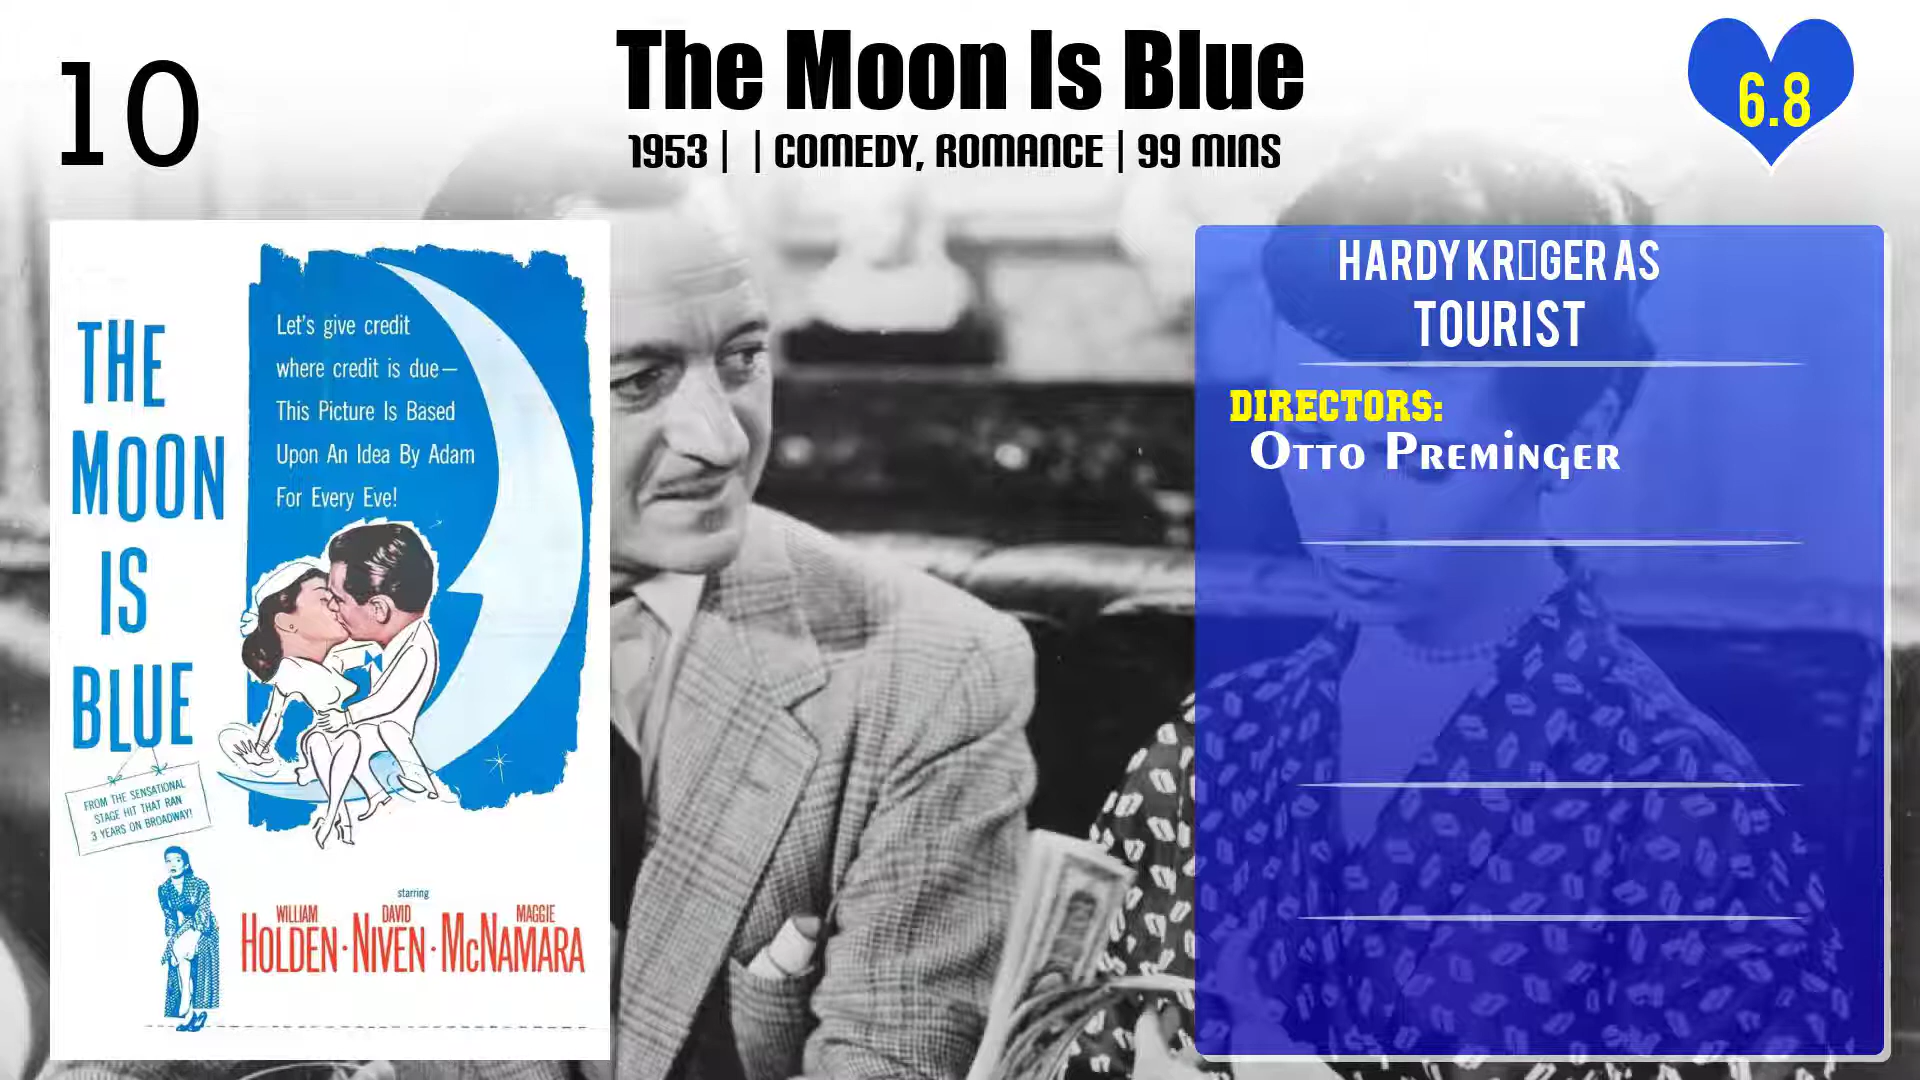 10
The Moon Is Blue
1953 | | COMEDY, ROMANCE | 99 MINS
6.8
THE
MOON
IS
BLUE
Let's give credit
where credit is due—
This Picture Is Based
Upon An Idea By Adam
For Every Eve!
FROM THE SENSATIONAL
STAGE HIT THAT RAN
3 YEARS ON BROADWAY!
starring
WILLIAM DAVID MAGGIE
HOLDEN · NIVEN · McNAMARA
HARDY KR▯GER AS
TOURIST
DIRECTORS:
OTTO PREMINGER